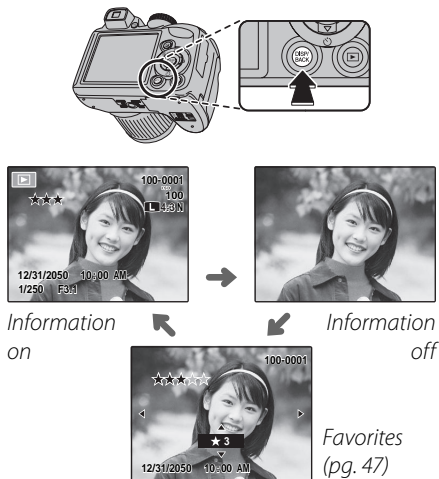 DISP/
BACK
100-0001
ISO
100
L 4:3 N
12/31/2050 10:00 AM
1/250 F3.1
Information
on
Information
off
100-0001
★ 3
12/31/2050 10:00 AM
Favorites
(pg. 47)